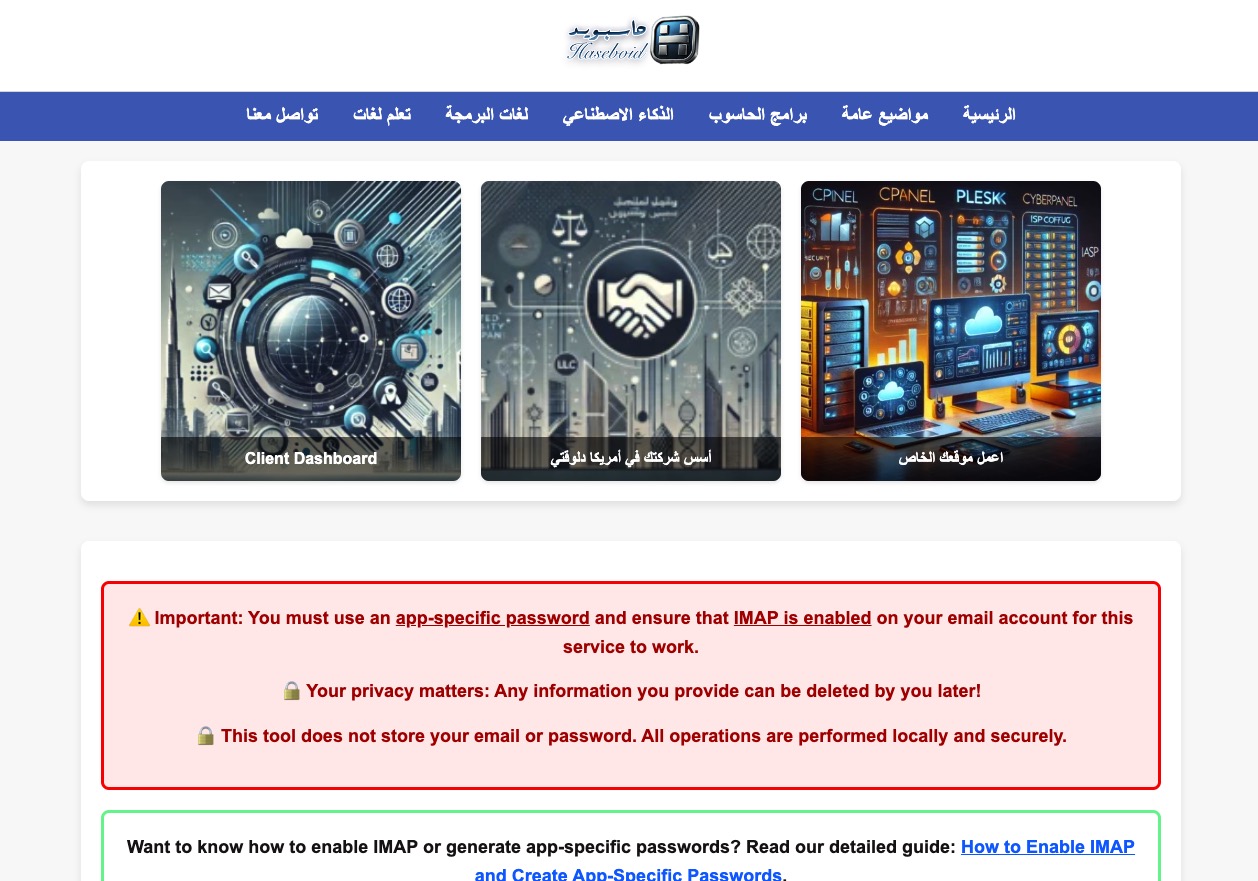 حاسبويد
Haseboid
الرئيسية مواضيع عامة برامج الحاسوب الذكاء الاصطناعي لغات البرمجة تعلم لغات تواصل معنا
CPINEL CPANEL PLESK CYBERPANEL
ISP COFFUG
LLC
Client Dashboard
أسس شركتك في أمريكا دلوقتي
اعمل موقعك الخاص
⚠️ Important: You must use an app-specific password and ensure that IMAP is enabled on your email account for this
service to work.
🔒 Your privacy matters: Any information you provide can be deleted by you later!
🔒 This tool does not store your email or password. All operations are performed locally and securely.
Want to know how to enable IMAP or generate app-specific passwords? Read our detailed guide: How to Enable IMAP
and Create App-Specific Passwords.